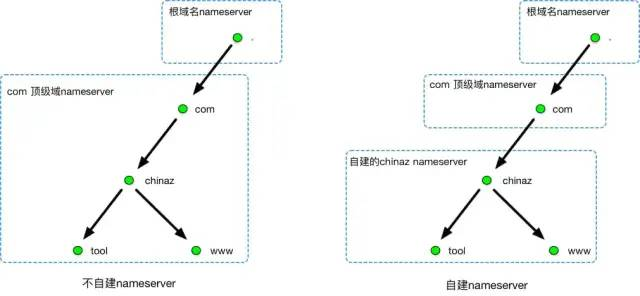 根域名nameserver
.
com 顶级域nameserver
com
chinaz
tool
www
不自建nameserver
根域名nameserver
.
com 顶级域nameserver
com
自建的chinaz nameserver
chinaz
tool
www
自建nameserver